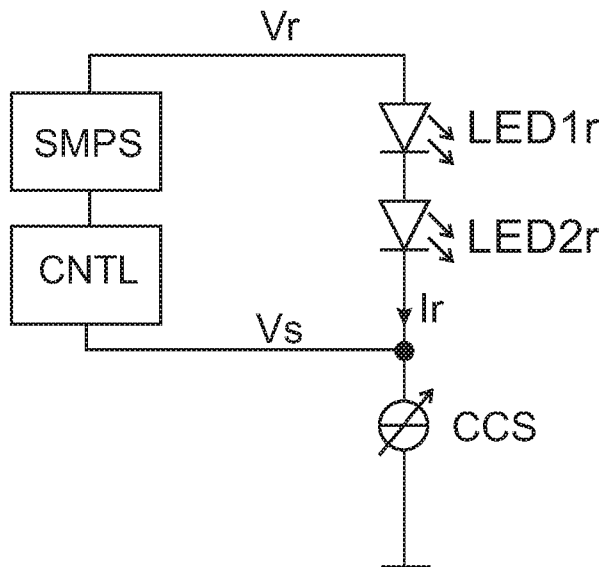 Vr
SMPS
LED1r
CNTL
LED2r
Ir
Vs
CCS